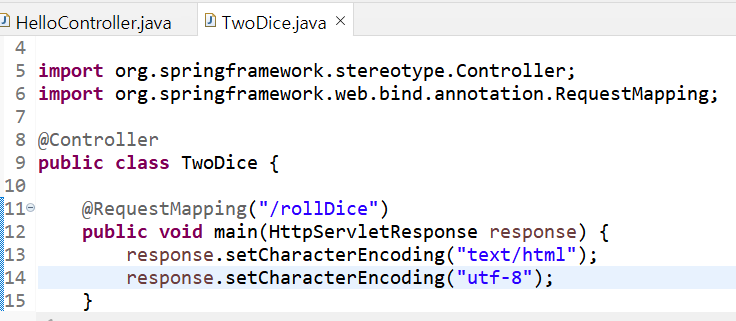 HelloController.java TwoDice.java
4
5 import org.springframework.stereotype.Controller;
6 import org.springframework.web.bind.annotation.RequestMapping;
7
8 @Controller
9 public class TwoDice {
10
11 @RequestMapping("/rollDice")
12 public void main(HttpServletResponse response) {
13 response.setCharacterEncoding("text/html");
14 response.setCharacterEncoding("utf-8");
15 }